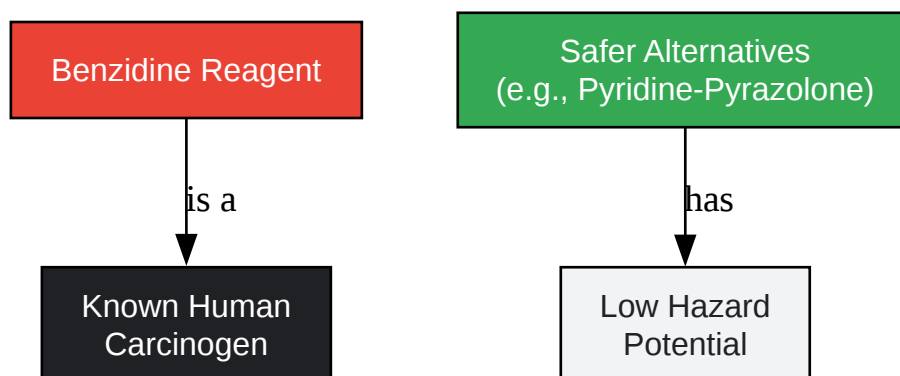 Benzidine Reagent
Safer Alternatives
(e.g., Pyridine-Pyrazolone)
is a
has
Known Human
Carcinogen
Low Hazard
Potential